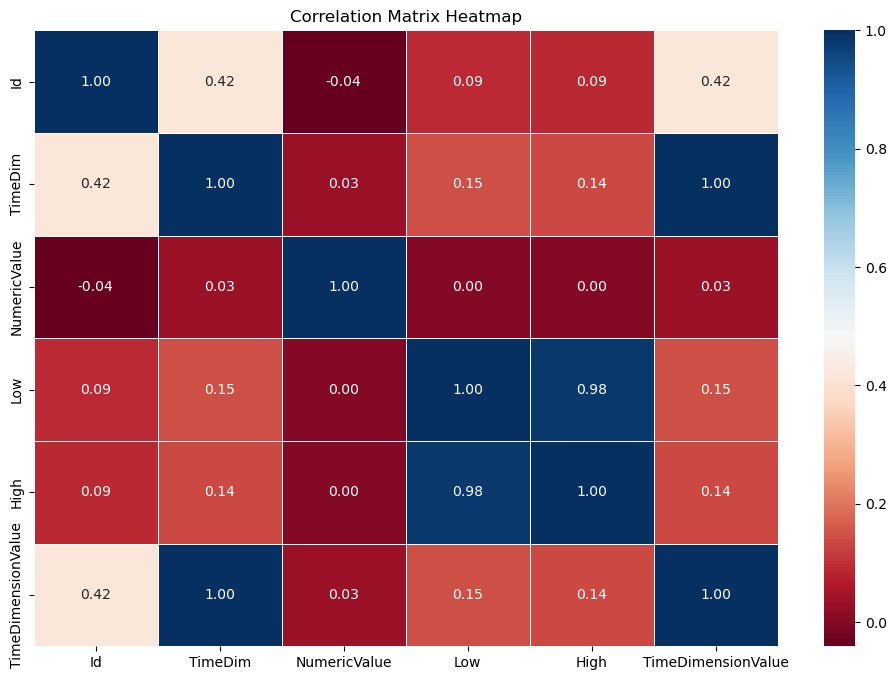 Correlation Matrix Heatmap
Id 1.00 0.42 -0.04 0.09 0.09 0.42
TimeDim 0.42 1.00 0.03 0.15 0.14 1.00
NumericValue -0.04 0.03 1.00 0.00 0.00 0.03
Low 0.09 0.15 0.00 1.00 0.98 0.15
High 0.09 0.14 0.00 0.98 1.00 0.14
TimeDimensionValue 0.42 1.00 0.03 0.15 0.14 1.00
Id TimeDim NumericValue Low High TimeDimensionValue
1.0
0.8
0.6
0.4
0.2
0.0